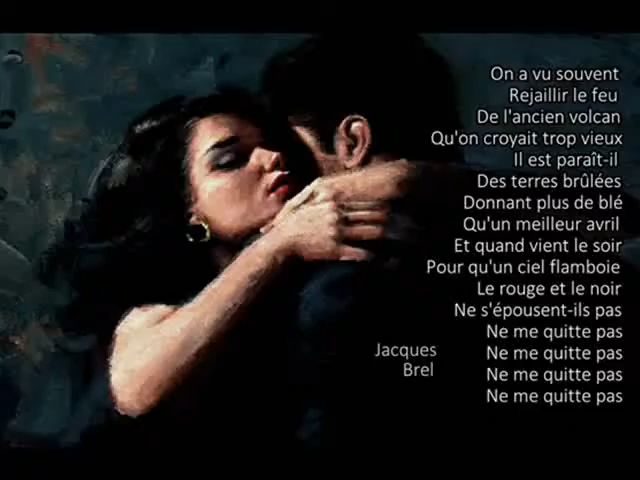 On a vu souvent
Rejaillir le feu
De l'ancien volcan
Qu'on croyait trop vieux
Il est paraît-il
Des terres brûlées
Donnant plus de blé
Qu'un meilleur avril
Et quand vient le soir
Pour qu'un ciel flamboie
Le rouge et le noir
Ne s'épousent-ils pas
Ne me quitte pas
Ne me quitte pas
Ne me quitte pas
Ne me quitte pas
Jacques
Brel